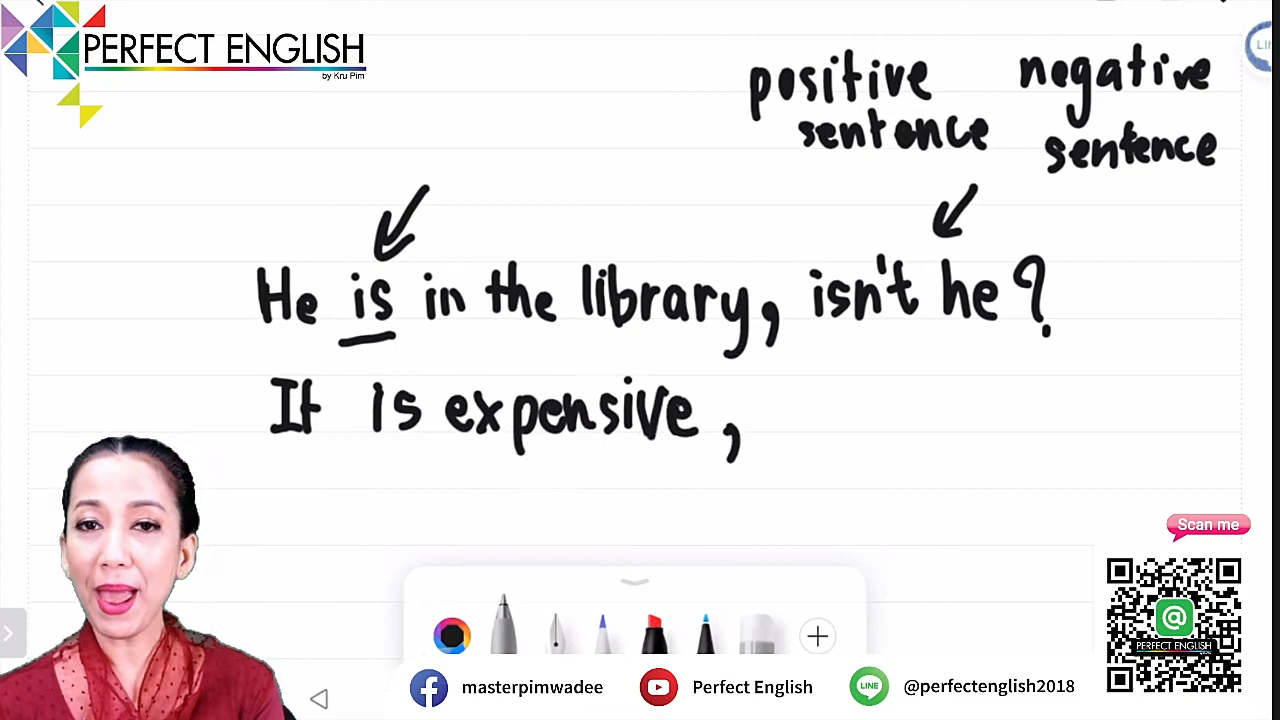 PERFECT ENGLISH
by Kru Pim
positive
sentence
negative
sentence
He is in the library, isn't he?
It is expensive,
Scan me
@
PERFECT ENGLISH
masterpimwadee
Perfect English
LINE
@perfectenglish2018